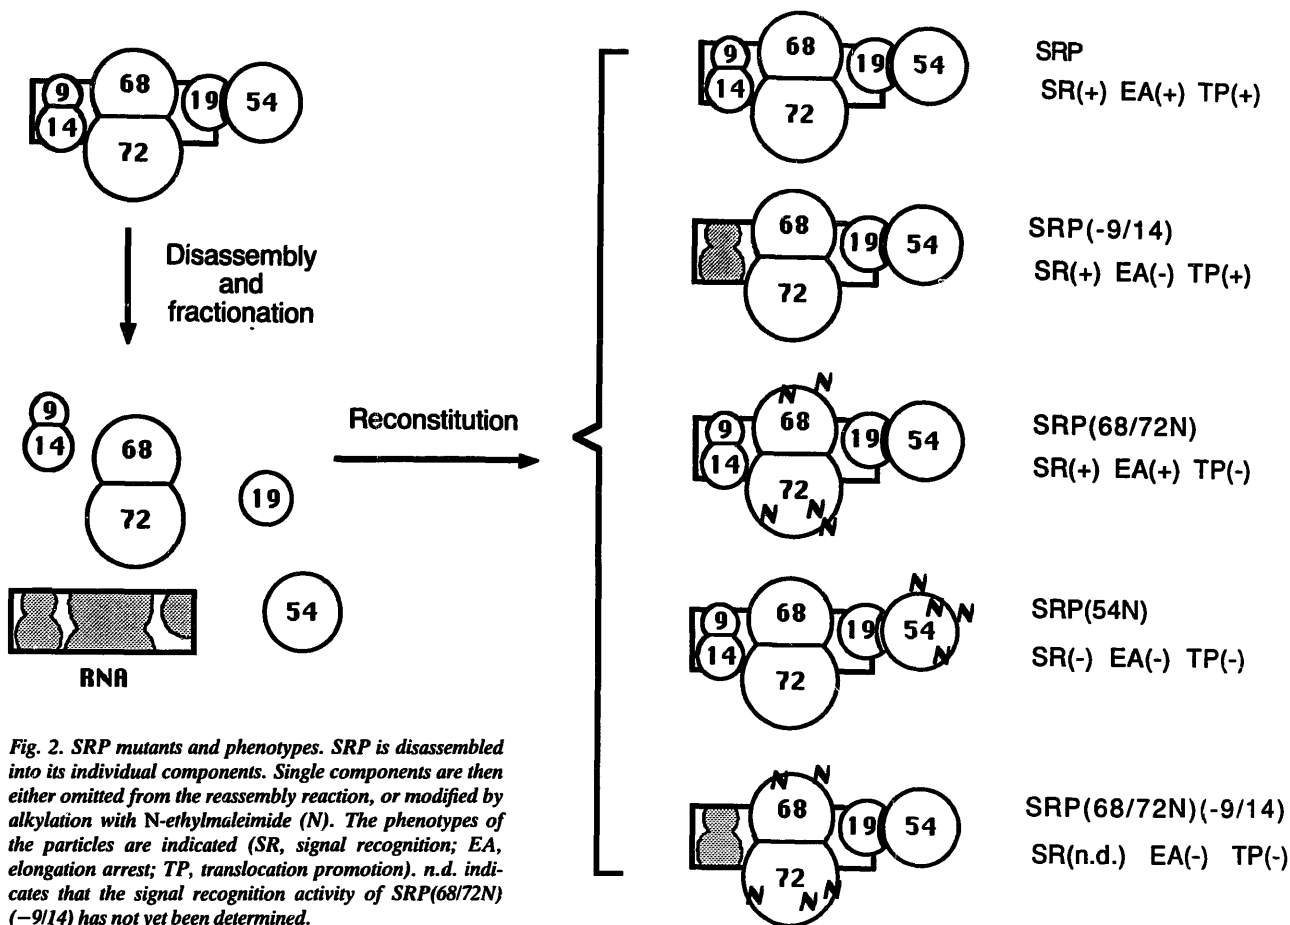 9
68
19
54
14
72
Disassembly
and
fractionation
9
14
68
72
19
54
RNA
Reconstitution
9
68
19
54
14
72
SRP
SR(+) EA(+) TP(+)
68
19
54
72
SRP(-9/14)
SR(+) EA(-) TP(+)
N
N
9
68
19
54
14
72
N
N
N
SRP(68/72N)
SR(+) EA(+) TP(-)
N
N
N
9
68
19
54
14
72
N
SRP(54N)
SR(-) EA(-) TP(-)
N
N
68
19
54
72
N
N
N
SRP(68/72N)(-9/14)
SR(n.d.) EA(-) TP(-)
Fig. 2. SRP mutants and phenotypes. SRP is disassembled
into its individual components. Single components are then
either omitted from the reassembly reaction, or modified by
alkylation with N-ethylmaleimide (N). The phenotypes of
the particles are indicated (SR, signal recognition; EA,
elongation arrest; TP, translocation promotion). n.d. indi-
cates that the signal recognition activity of SRP(68/72N)
(−9/14) has not yet been determined.